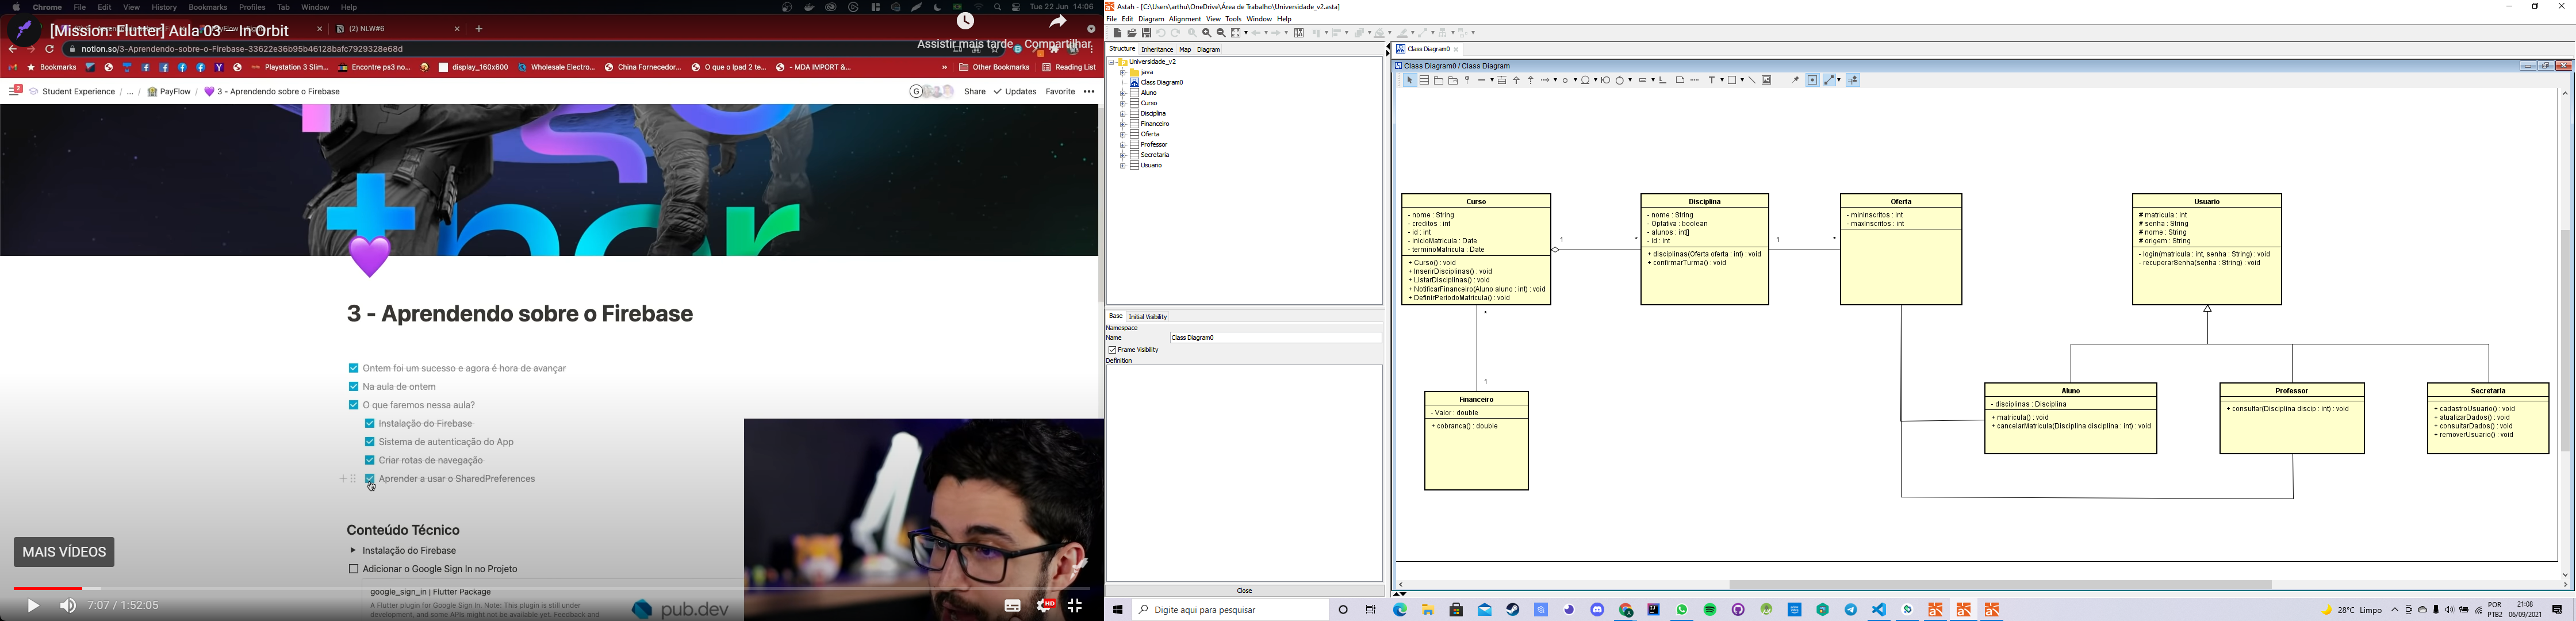 Chrome File Edit View History Bookmarks Profiles Tab Window Help
Tue 22 Jun 14:06
[Mission: Flutter] Aula 03 — In Orbit
(2) NLW#6
Assistir mais tarde
Compartilhar
notion.so/3-Aprendendo-sobre-o-Firebase-33622e36b95b46128bafc7929328e68d
Bookmarks
Playstation 3 Slim...
Encontre ps3 no...
display_160x600
Wholesale Electro...
China Fornecedor...
O que o Ipad 2 te...
- MDA IMPORT &...
»
Other Bookmarks
Reading List
2
Student Experience / ... / PayFlow / 3 - Aprendendo sobre o Firebase
G
Share
Updates
Favorite
3 - Aprendendo sobre o Firebase
Ontem foi um sucesso e agora é hora de avançar
Na aula de ontem
O que faremos nessa aula?
Instalação do Firebase
Sistema de autenticação do App
Criar rotas de navegação
Aprender a usar o SharedPreferences
Conteúdo Técnico
Instalação do Firebase
Adicionar o Google Sign In no Projeto
google_sign_in | Flutter Package
A Flutter plugin for Google Sign In. Note: This plugin is still under
development, and some APIs might not be available yet. Feedback and
pub.dev
MAIS VÍDEOS
7:07 / 1:52:05
HD
Astah - [C:\Users\arthu\OneDrive\Área de Trabalho\Universidade_v2.asta]
File Edit Diagram Alignment View Tools Window Help
Structure Inheritance Map Diagram
Universidade_v2
java
Class Diagram0
Aluno
Curso
Disciplina
Financeiro
Oferta
Professor
Secretaria
Usuario
Base Initial Visibility
Namespace
Name
Class Diagram0
Frame Visibility
Definition
Close
Class Diagram0
Class Diagram0 / Class Diagram
Curso
- nome : String
- creditos : int
- id : int
- inicioMatricula : Date
- terminoMatricula : Date
+ Curso() : void
+ InserirDisciplinas() : void
+ ListarDisciplinas() : void
+ NotificarFinanceiro(Aluno aluno : int) : void
+ DefinirPeriodoMatricula() : void
1
*
Disciplina
- nome : String
- Optativa : boolean
- alunos : int[]
- id : int
+ disciplinas(Oferta oferta : int) : void
+ confirmarTurma() : void
1
*
Oferta
- minInscritos : int
- maxInscritos : int
Usuario
# matricula : int
# senha : String
# nome : String
# origem : String
- login(matricula : int, senha : String) : void
- recuperarSenha(senha : String) : void
*
1
Financeiro
- Valor : double
+ cobranca() : double
Aluno
- disciplinas : Disciplina
+ matricula() : void
+ cancelarMatricula(Disciplina disciplina : int) : void
Professor
+ consultar(Disciplina discip : int) : void
Secretaria
+ cadastroUsuario() : void
+ atualizarDados() : void
+ consultarDados() : void
+ removerUsuario() : void
Digite aqui para pesquisar
28°C Limpo
POR
PTB2
21:08
06/09/2021